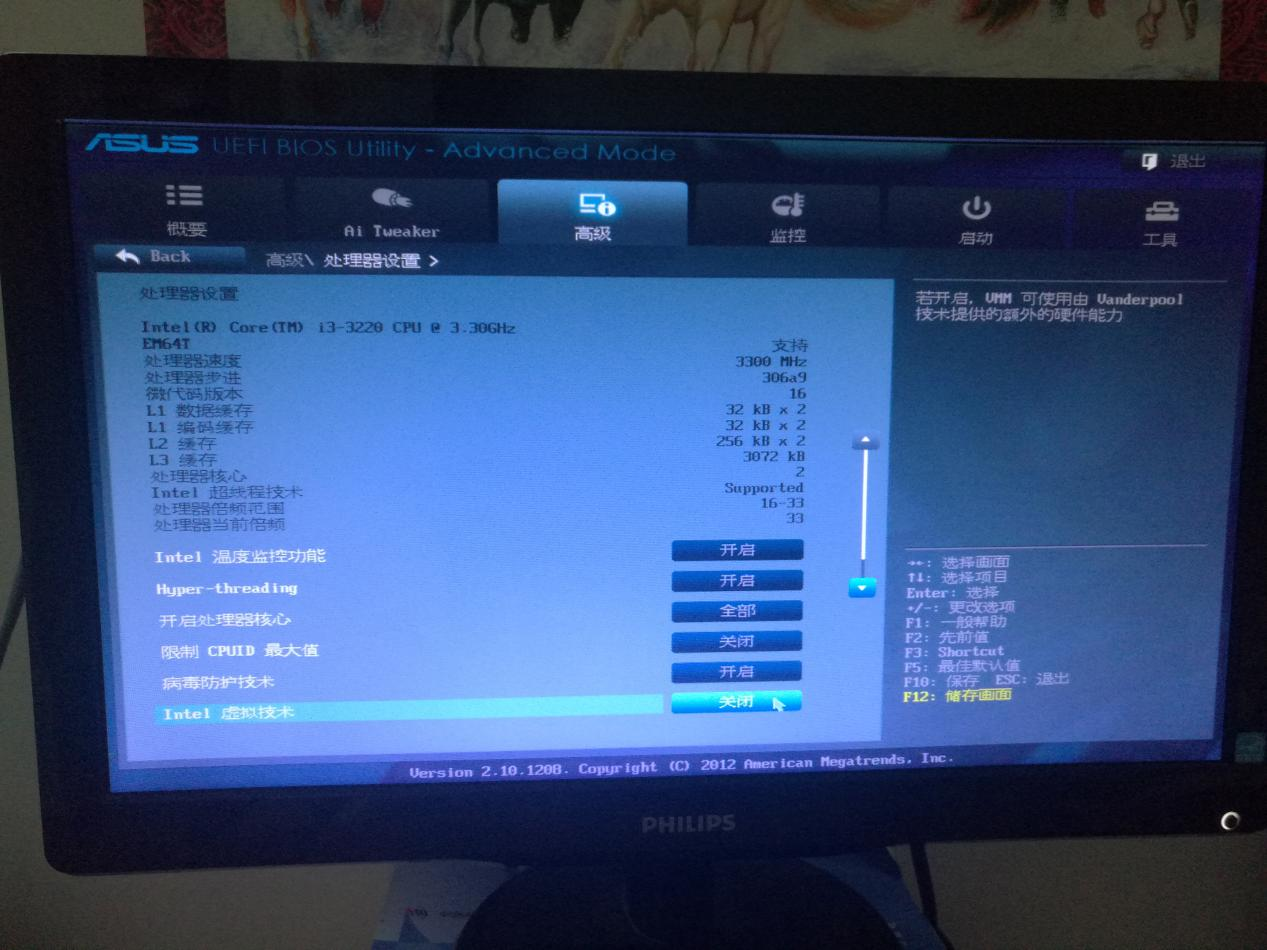 ASUS UEFI BIOS Utility - Advanced Mode
退出
概要
Ai Tweaker
高级
监控
启动
工具
Back
高级\ 处理器设置 >
处理器设置
Intel(R) Core(TM) i3-3220 CPU @ 3.30GHz
EM64T 支持
处理器速度 3300 MHz
处理器步进 306a9
微代码版本 16
L1 数据缓存 32 kB x 2
L1 编码缓存 32 kB x 2
L2 缓存 256 kB x 2
L3 缓存 3072 kB
处理器核心 2
Intel 超线程技术 Supported
处理器倍频范围 16-33
处理器当前倍频 33
Intel 温度监控功能 开启
Hyper-threading 开启
开启处理器核心 全部
限制 CPUID 最大值 关闭
病毒防护技术 开启
Intel 虚拟技术 关闭
若开启, VMM 可使用由 Vanderpool
技术提供的额外的硬件能力
→←: 选择画面
↑↓: 选择项目
Enter: 选择
+/-: 更改选项
F1: 一般帮助
F2: 先前值
F3: Shortcut
F5: 最佳默认值
F10: 保存 ESC: 退出
F12: 储存画面
Version 2.10.1208. Copyright (C) 2012 American Megatrends, Inc.
PHILIPS